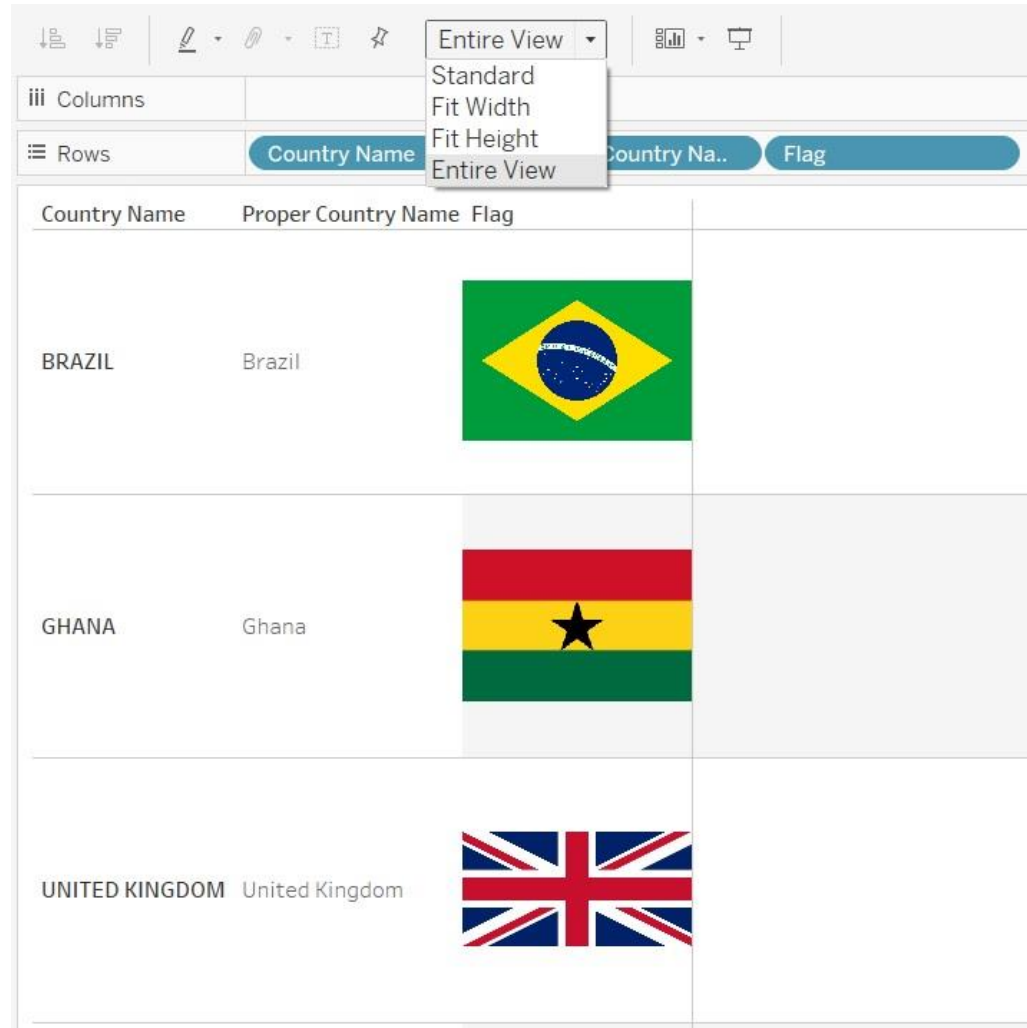 Entire View
Standard
Fit Width
Fit Height
Entire View
Columns
Rows Country Name Country Na.. Flag
Country Name Proper Country Name Flag
BRAZIL Brazil
GHANA Ghana
UNITED KINGDOM United Kingdom